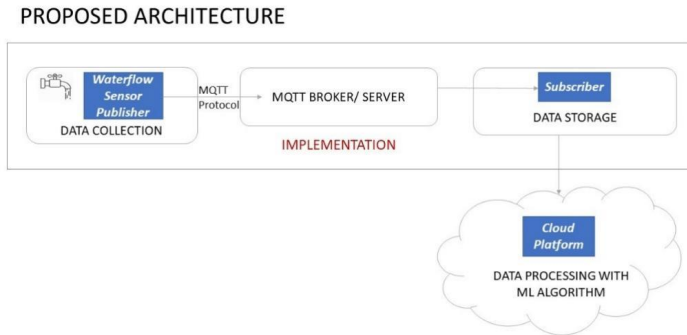 PROPOSED ARCHITECTURE
Waterflow
Sensor
Publisher
DATA COLLECTION
MQTT
Protocol
MQTT BROKER/ SERVER
Subscriber
DATA STORAGE
IMPLEMENTATION
Cloud
Platform
DATA PROCESSING WITH
ML ALGORITHM